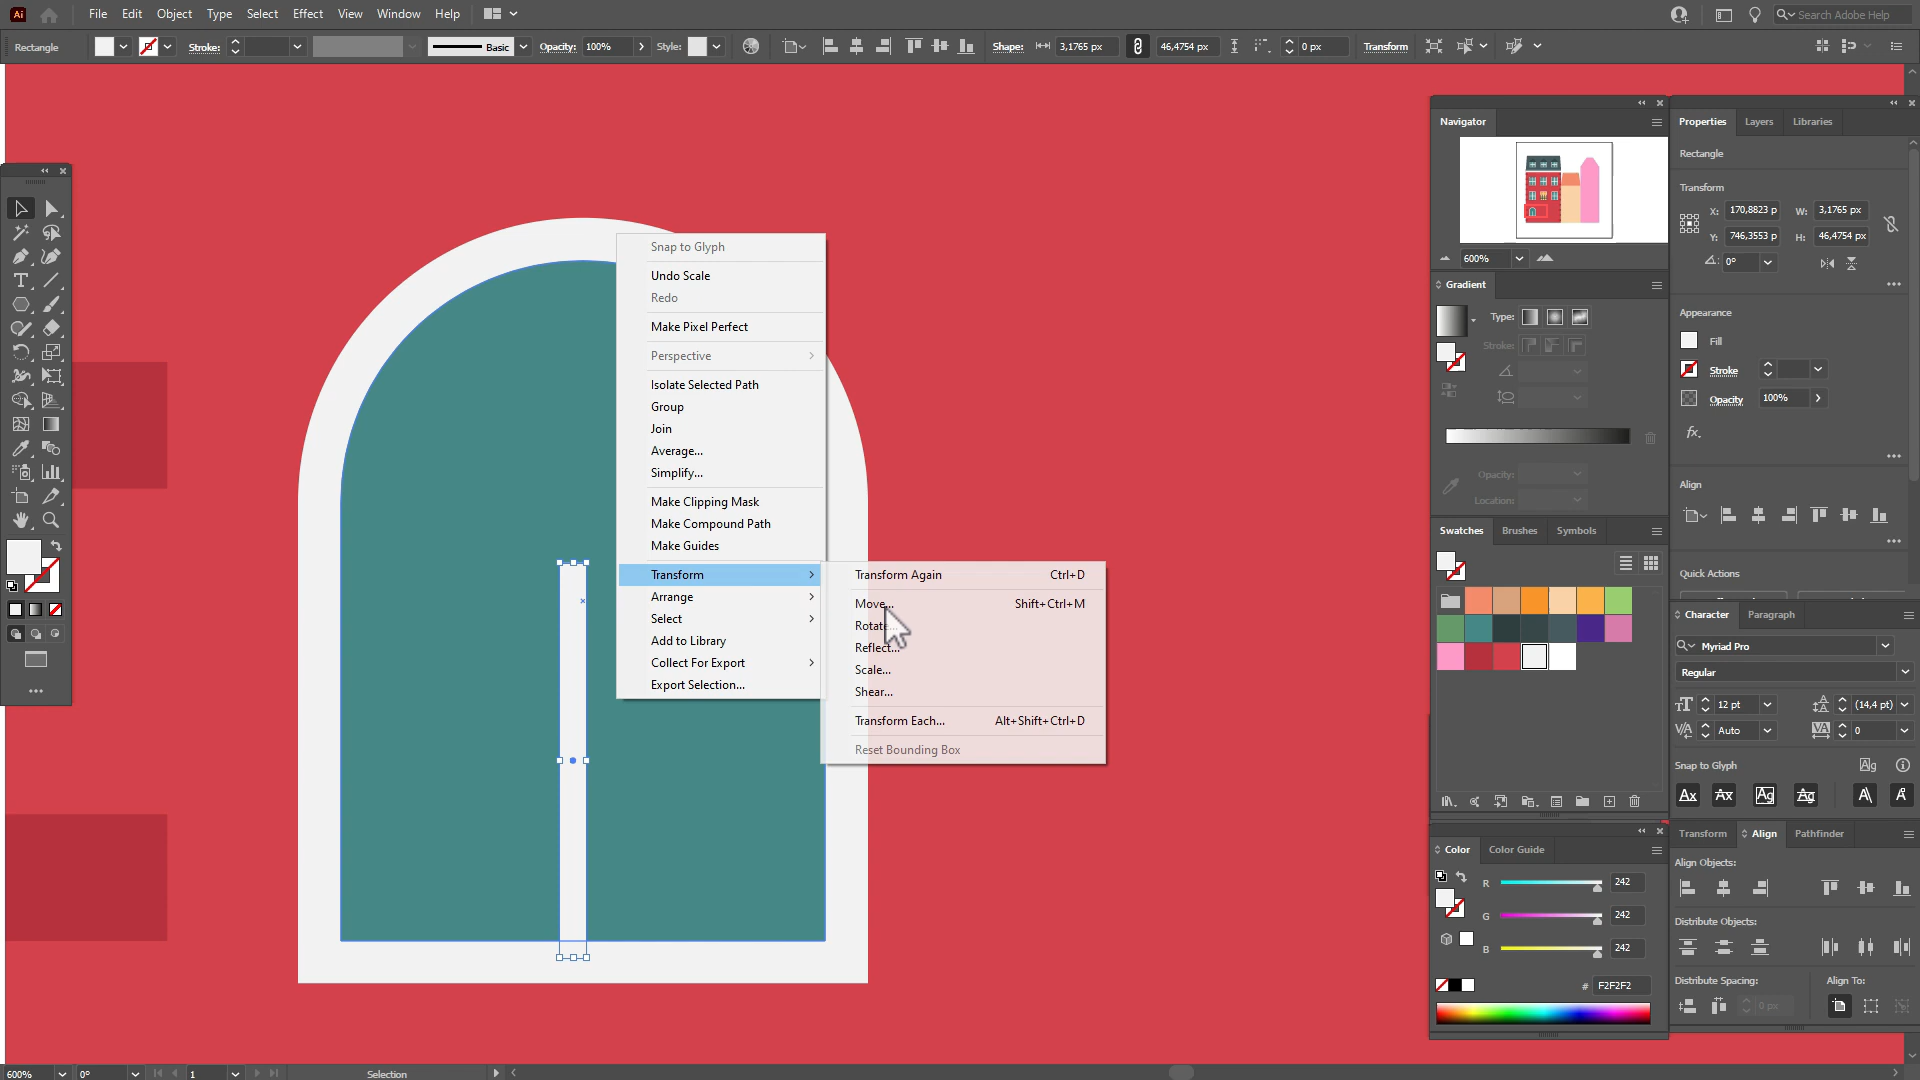 Ai File Edit Object Type Select Effect View Window Help Search Adobe Help
Rectangle Stroke: Basic Opacity: 100% Style: Shape: 3,1765 px 46,4754 px 0 px Transform
Navigator
600%
Gradient
Type:
Stroke:
Opacity:
Location:
Swatches Brushes Symbols
Color Color Guide
R 242
G 242
B 242
# F2F2F2
Properties Layers Libraries
Rectangle
Transform
X: 170,8823 p W: 3,1765 px
Y: 746,3553 p H: 46,4754 px
0°
Appearance
Fill
Stroke
Opacity 100%
fx.
Align
Quick Actions
Character Paragraph
Myriad Pro
Regular
12 pt (14,4 pt)
Auto 0
Snap to Glyph
Transform Align Pathfinder
Align Objects:
Distribute Objects:
Distribute Spacing: Align To:
0 px
Snap to Glyph
Undo Scale
Redo
Make Pixel Perfect
Perspective
Isolate Selected Path
Group
Join
Average...
Simplify...
Make Clipping Mask
Make Compound Path
Make Guides
Transform
Arrange
Select
Add to Library
Collect For Export
Export Selection...
Transform Again Ctrl+D
Move... Shift+Ctrl+M
Rotate...
Reflect...
Scale...
Shear...
Transform Each... Alt+Shift+Ctrl+D
Reset Bounding Box
600% 0° 1 Selection